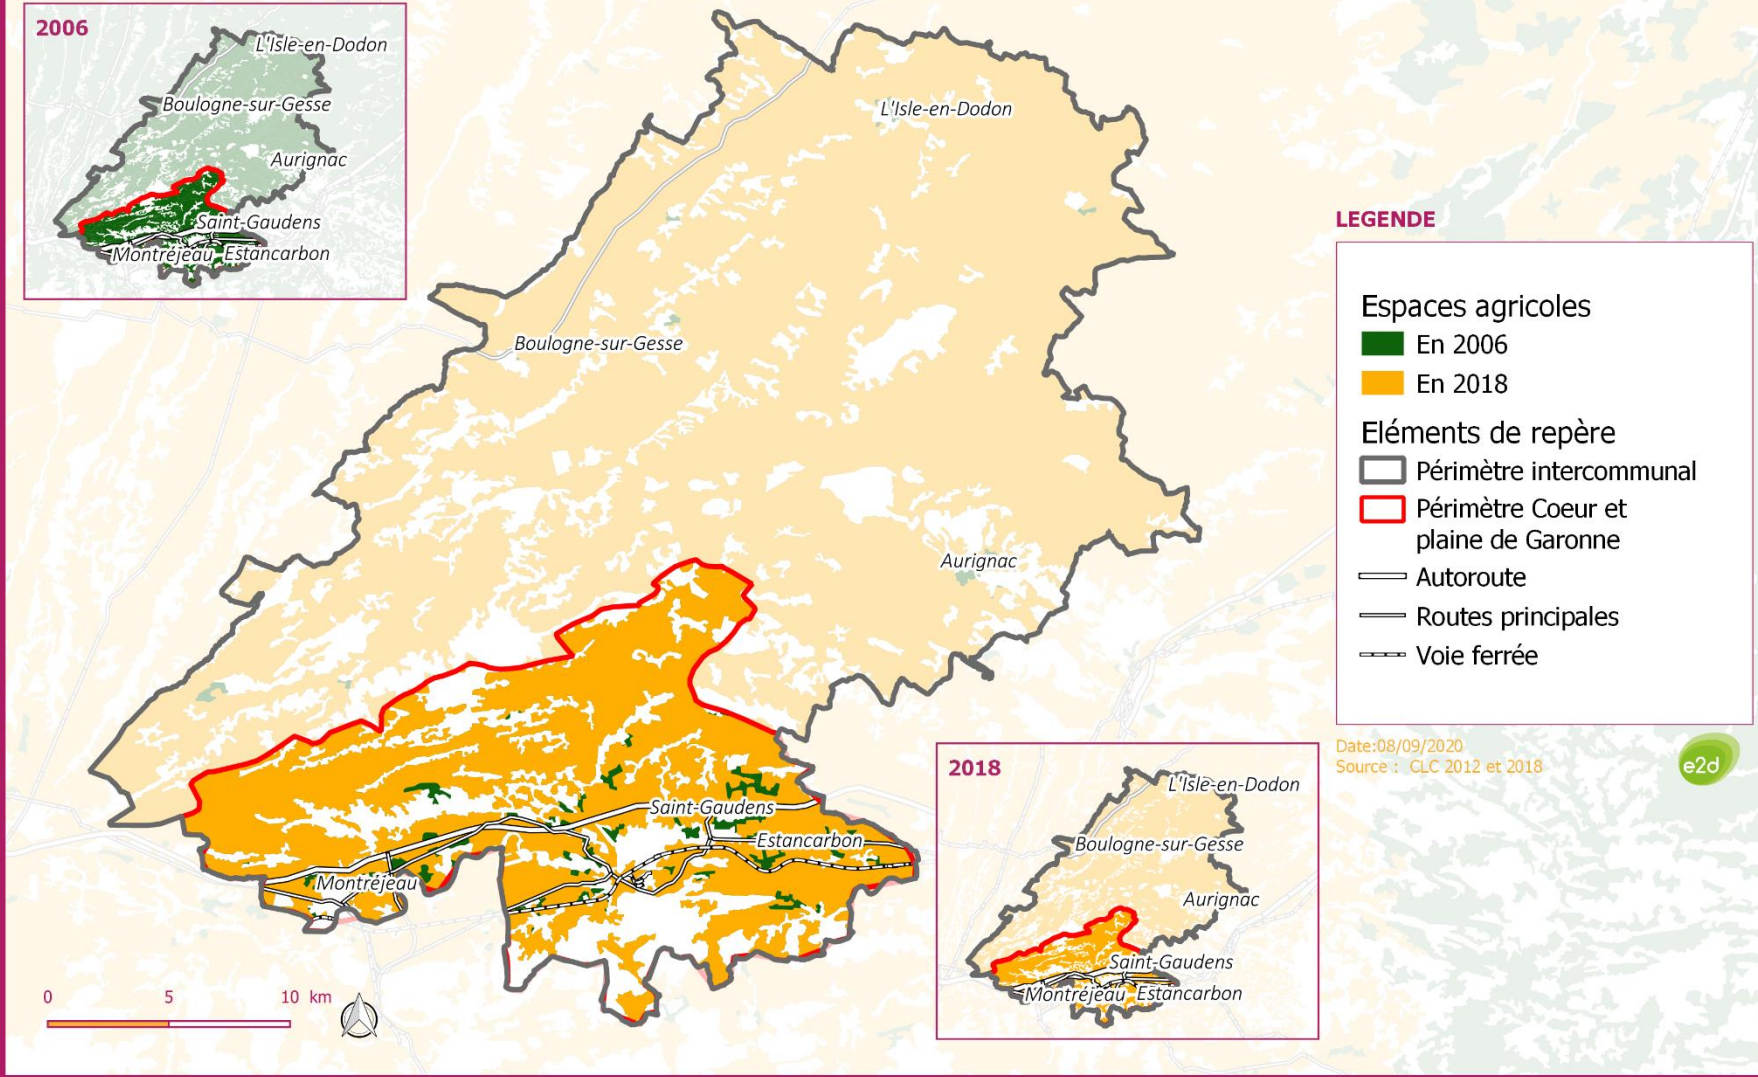 2006
L'Isle-en-Dodon
Boulogne-sur-Gesse
Aurignac
Saint-Gaudens
Montréjeau
Estancarbon
L'Isle-en-Dodon
Boulogne-sur-Gesse
Aurignac
Saint-Gaudens
Estancarbon
Montréjeau
LEGENDE
Espaces agricoles
En 2006
En 2018
Eléments de repère
Périmètre intercommunal
Périmètre Coeur et
plaine de Garonne
Autoroute
Routes principales
Voie ferrée
Date:08/09/2020
Source : CLC 2012 et 2018
e2d
2018
L'Isle-en-Dodon
Boulogne-sur-Gesse
Aurignac
Saint-Gaudens
Montréjeau
Estancarbon
0 5 10 km